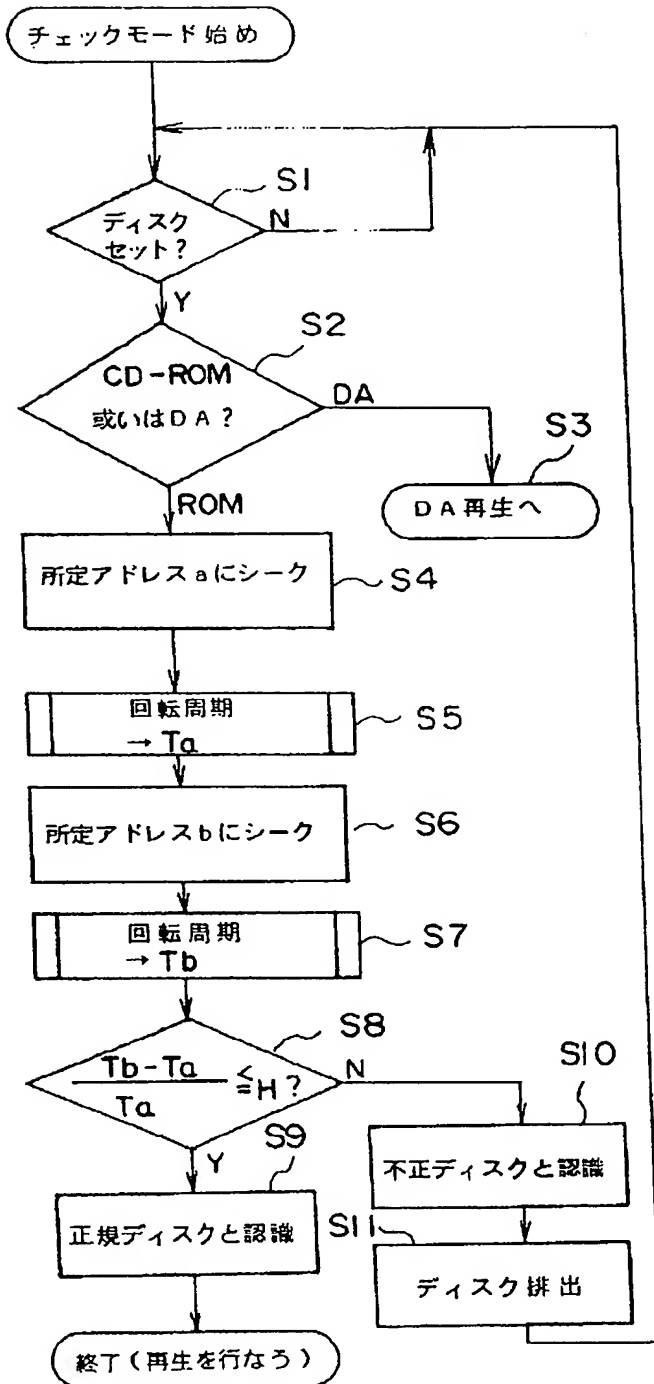 チェックモード始め
S1
ディスク
セット?
N
Y
S2
CD-ROM
或いはDA?
DA
S3
DA再生へ
ROM
所定アドレスaにシーク
S4
回転周期
→ Ta
S5
所定アドレスbにシーク
S6
回転周期
→ Tb
S7
S8
Tb-Ta
Ta
≦H?
N
Y
S9
正規ディスクと認識
S10
不正ディスクと認識
S11
ディスク排出
終了(再生を行なう)